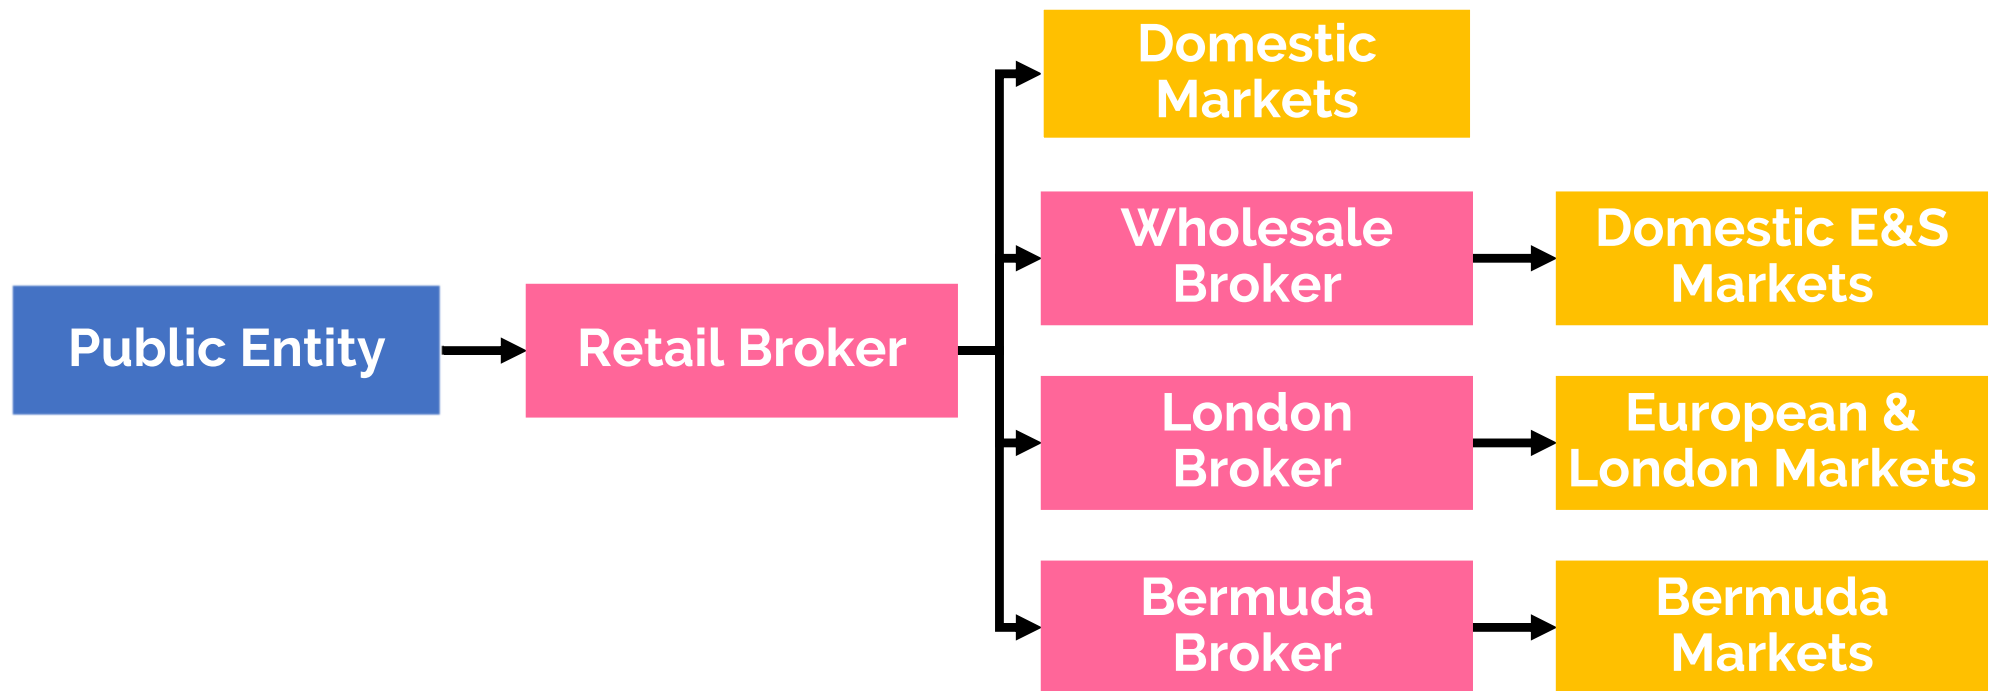 Domestic
Markets
Wholesale
Broker
Domestic E&S
Markets
Public Entity
Retail Broker
London
Broker
European &
London Markets
Bermuda
Broker
Bermuda
Markets